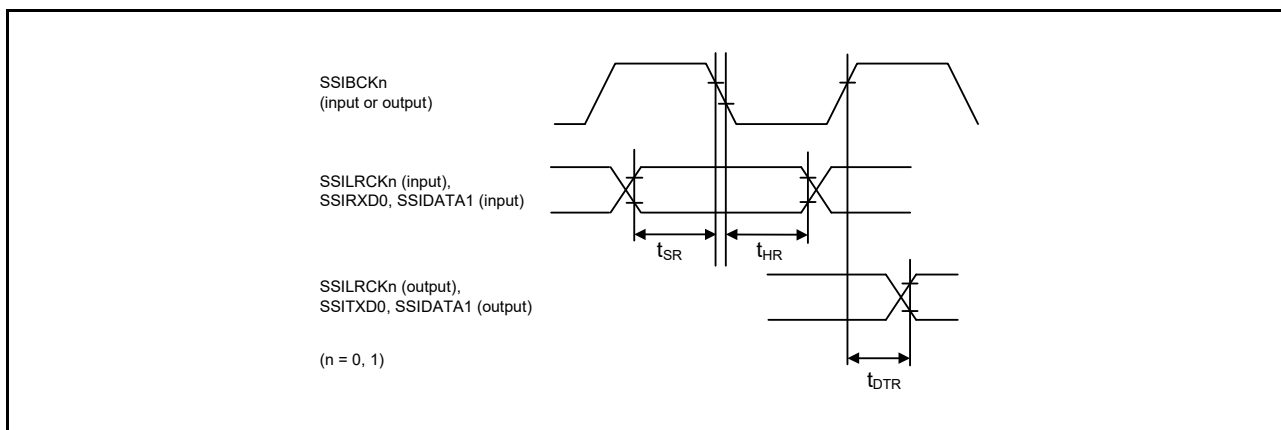 SSIBCKn
(input or output)
SSILRCKn (input),
SSIRXD0, SSIDATA1 (input)
tSR
tHR
SSILRCKn (output),
SSITXD0, SSIDATA1 (output)
(n = 0, 1)
tDTR